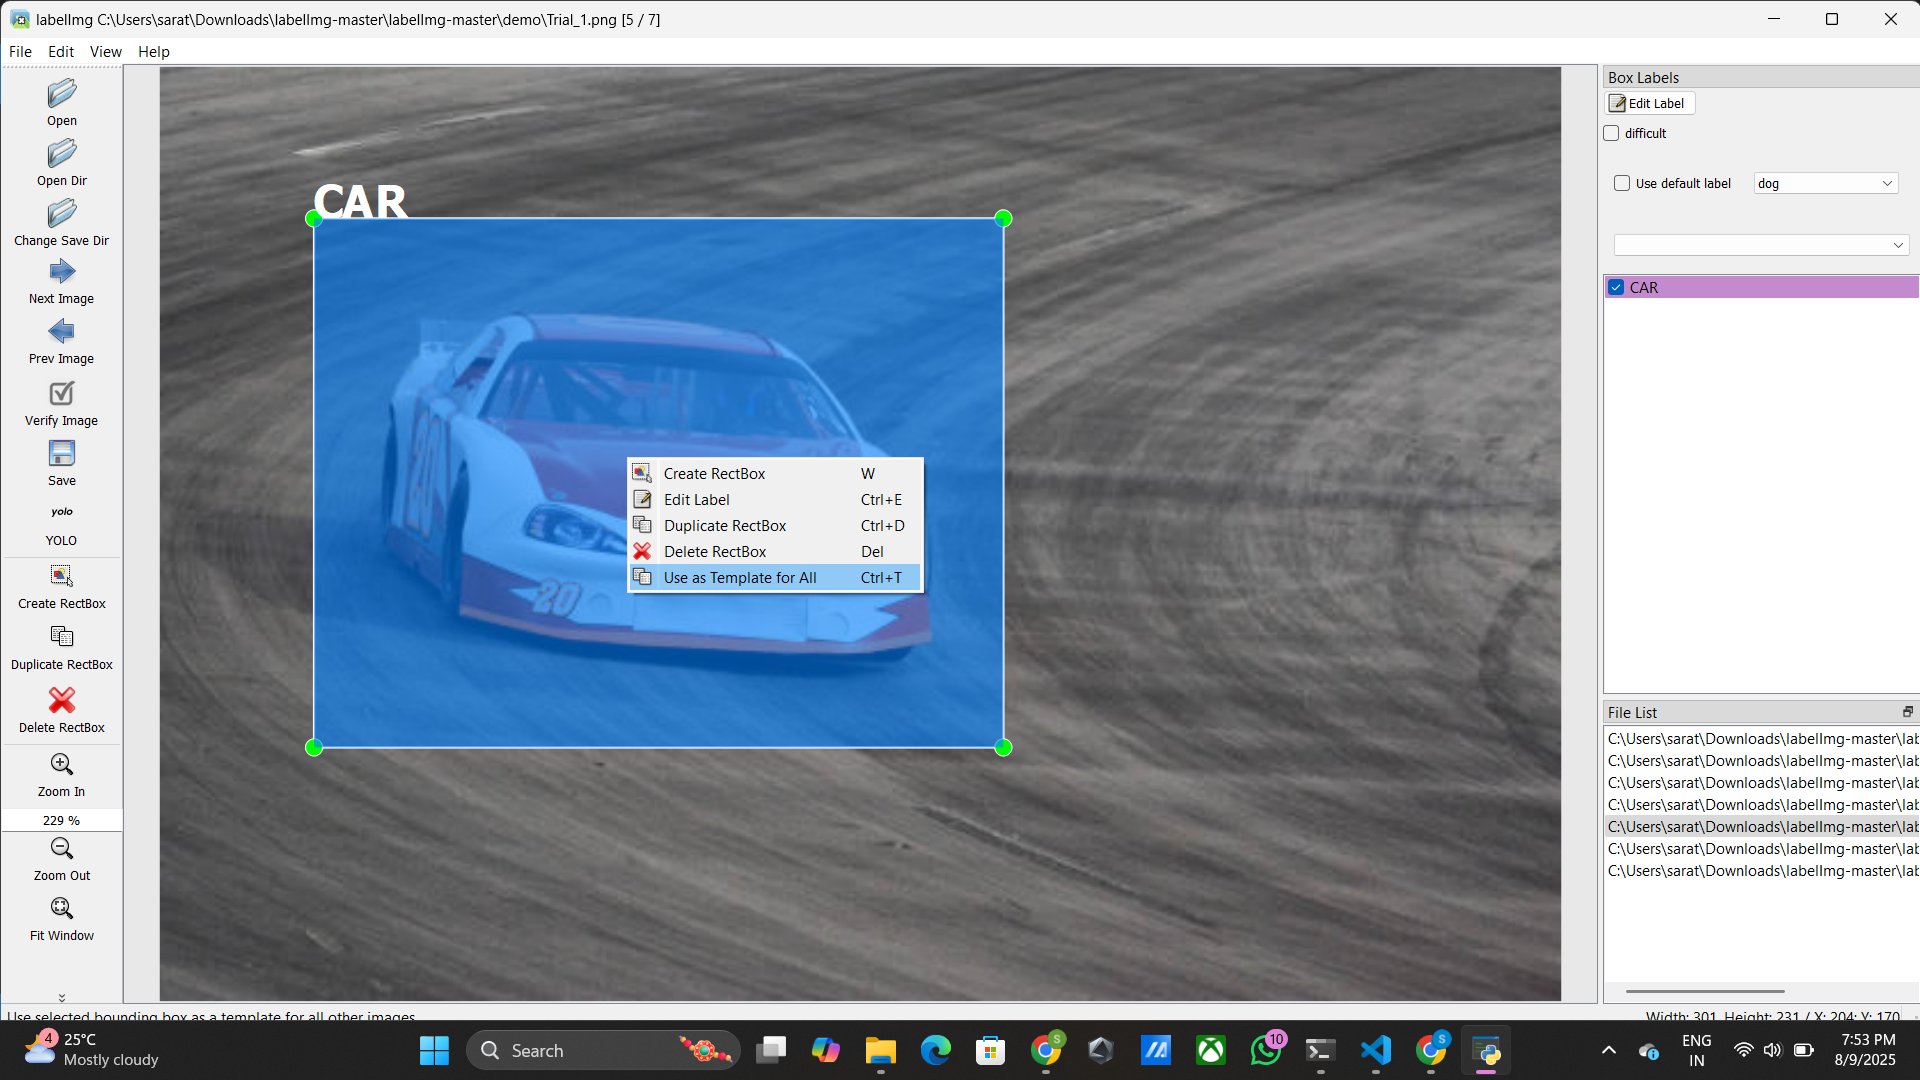 labelImg C:\Users\sarat\Downloads\labelImg-master\labelImg-master\demo\Trial_1.png [5 / 7]
File Edit View Help
Open
Open Dir
Change Save Dir
Next Image
Prev Image
Verify Image
Save
yolo
YOLO
Create RectBox
Duplicate RectBox
Delete RectBox
Zoom In
229 %
Zoom Out
Fit Window
CAR
20
20
Create RectBox W
Edit Label Ctrl+E
Duplicate RectBox Ctrl+D
Delete RectBox Del
Use as Template for All Ctrl+T
Box Labels
Edit Label
difficult
Use default label dog
CAR
File List
C:\Users\sarat\Downloads\labelImg-master\lab
C:\Users\sarat\Downloads\labelImg-master\lab
C:\Users\sarat\Downloads\labelImg-master\lab
C:\Users\sarat\Downloads\labelImg-master\lab
C:\Users\sarat\Downloads\labelImg-master\lab
C:\Users\sarat\Downloads\labelImg-master\lab
C:\Users\sarat\Downloads\labelImg-master\lab
Use selected bounding box as a template for all other images
Width: 301, Height: 231 / X: 204; Y: 170
4
25°C
Mostly cloudy
Search
S
10
S
ENG
IN
7:53 PM
8/9/2025